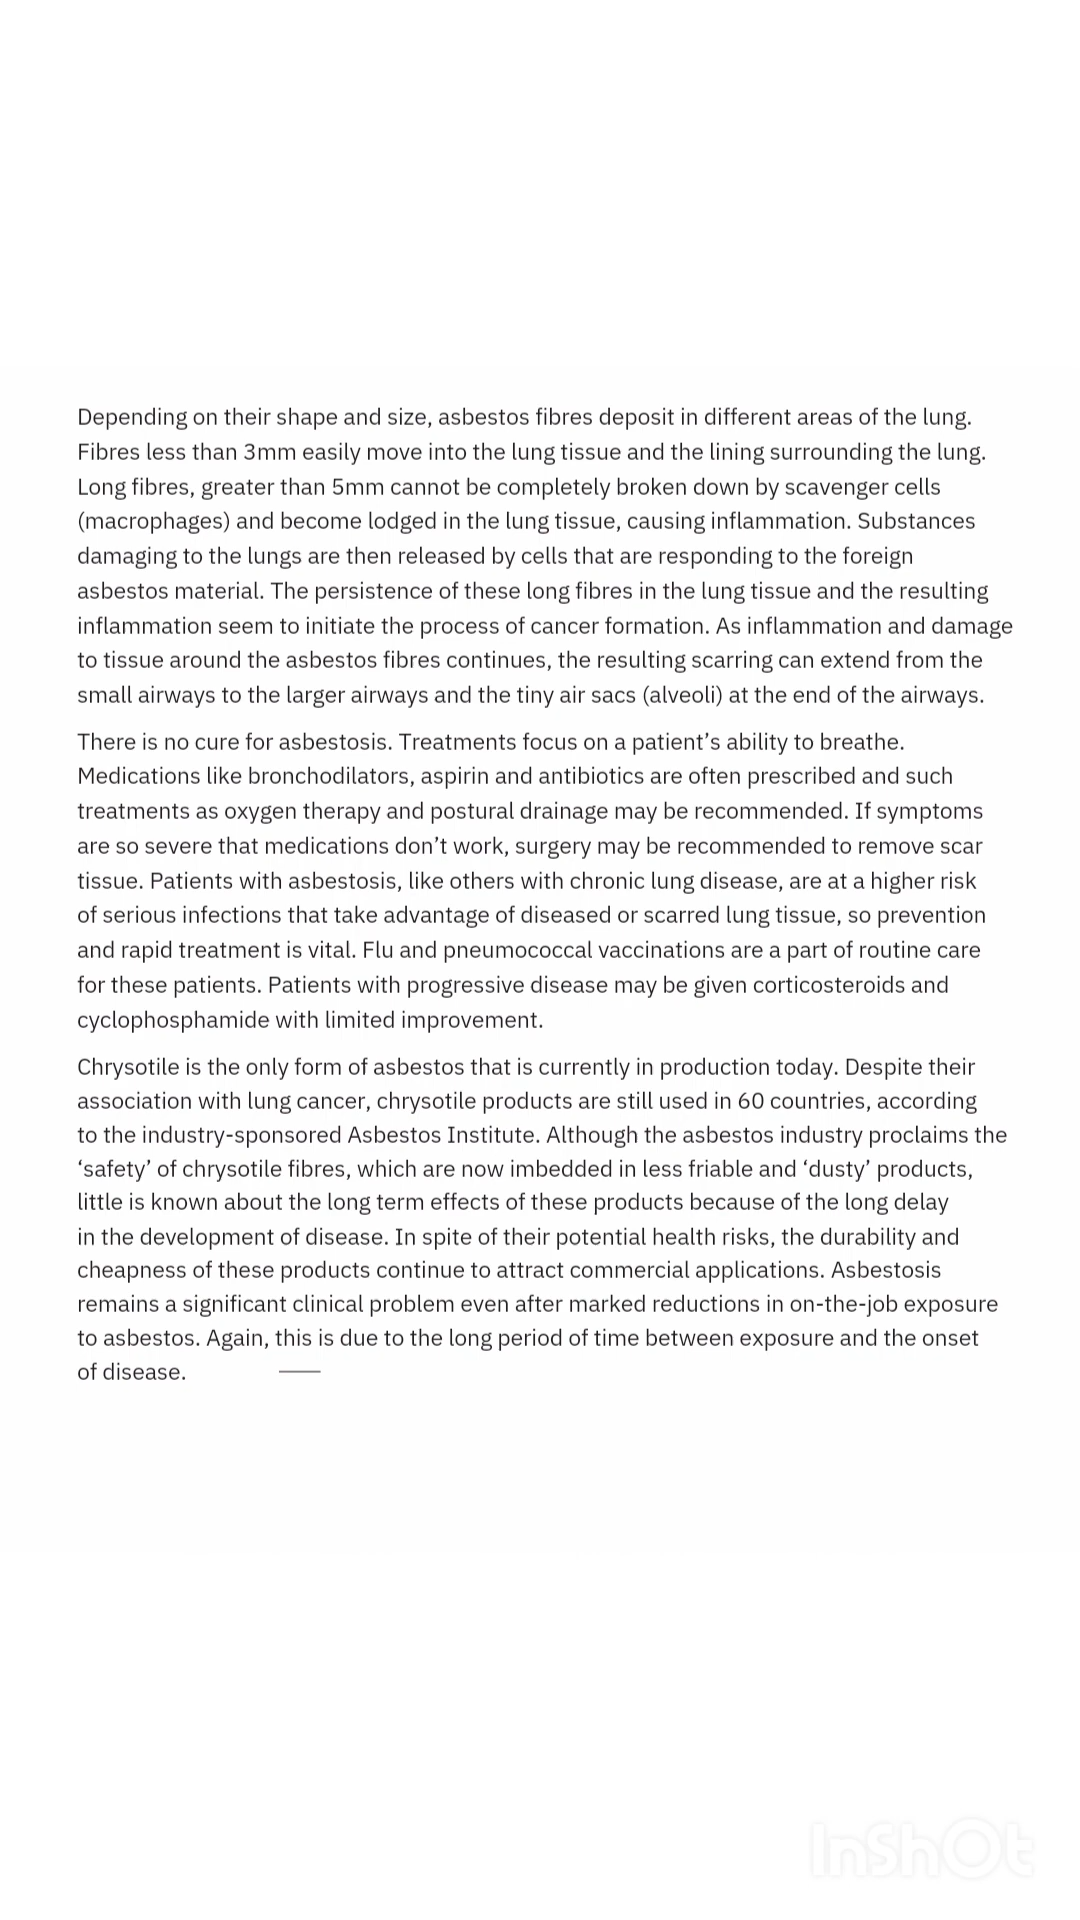 Depending on their shape and size, asbestos fibres deposit in different areas of the lung.
Fibres less than 3mm easily move into the lung tissue and the lining surrounding the lung.
Long fibres, greater than 5mm cannot be completely broken down by scavenger cells
(macrophages) and become lodged in the lung tissue, causing inflammation. Substances
damaging to the lungs are then released by cells that are responding to the foreign
asbestos material. The persistence of these long fibres in the lung tissue and the resulting
inflammation seem to initiate the process of cancer formation. As inflammation and damage
to tissue around the asbestos fibres continues, the resulting scarring can extend from the
small airways to the larger airways and the tiny air sacs (alveoli) at the end of the airways.
There is no cure for asbestosis. Treatments focus on a patient’s ability to breathe.
Medications like bronchodilators, aspirin and antibiotics are often prescribed and such
treatments as oxygen therapy and postural drainage may be recommended. If symptoms
are so severe that medications don’t work, surgery may be recommended to remove scar
tissue. Patients with asbestosis, like others with chronic lung disease, are at a higher risk
of serious infections that take advantage of diseased or scarred lung tissue, so prevention
and rapid treatment is vital. Flu and pneumococcal vaccinations are a part of routine care
for these patients. Patients with progressive disease may be given corticosteroids and
cyclophosphamide with limited improvement.
Chrysotile is the only form of asbestos that is currently in production today. Despite their
association with lung cancer, chrysotile products are still used in 60 countries, according
to the industry-sponsored Asbestos Institute. Although the asbestos industry proclaims the
‘safety’ of chrysotile fibres, which are now imbedded in less friable and ‘dusty’ products,
little is known about the long term effects of these products because of the long delay
in the development of disease. In spite of their potential health risks, the durability and
cheapness of these products continue to attract commercial applications. Asbestosis
remains a significant clinical problem even after marked reductions in on-the-job exposure
to asbestos. Again, this is due to the long period of time between exposure and the onset
of disease.
InShOt